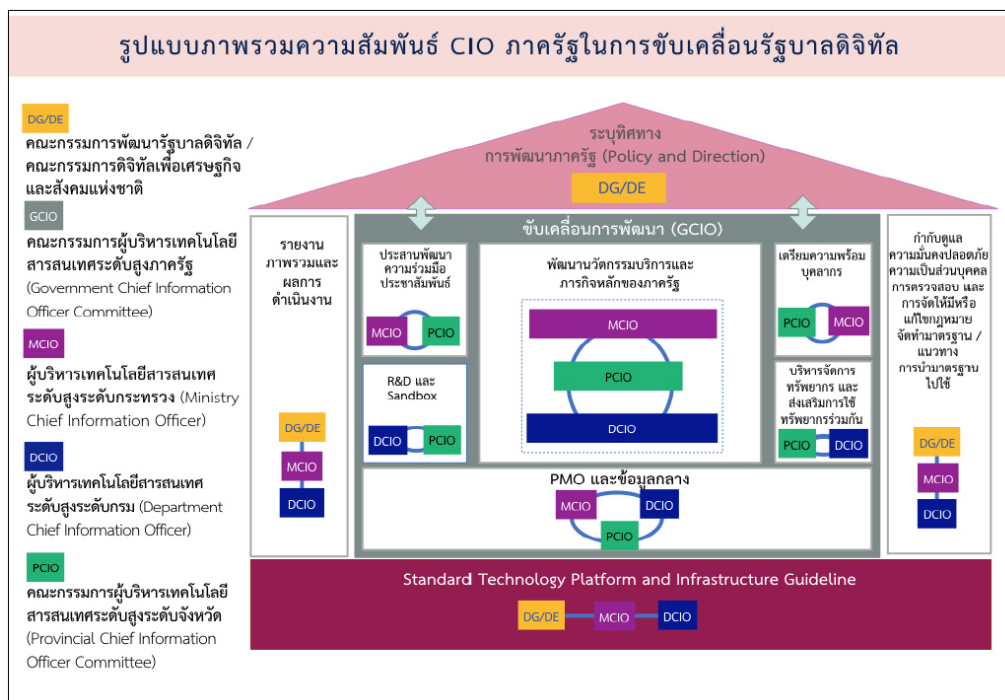 รูปแบบภาพรวมความสัมพันธ์ CIO ภาครัฐในการขับเคลื่อนรัฐบาลดิจิทัล
DG/DE
คณะกรรมการพัฒนารัฐบาลดิจิทัล /
คณะกรรมการดิจิทัลเพื่อเศรษฐกิจ
และสังคมแห่งชาติ
GCIO
คณะกรรมการผู้บริหารเทคโนโลยี
สารสนเทศระดับสูงภาครัฐ
(Government Chief Information
Officer Committee)
MCIO
ผู้บริหารเทคโนโลยีสารสนเทศ
ระดับสูงระดับกระทรวง (Ministry
Chief Information Officer)
DCIO
ผู้บริหารเทคโนโลยีสารสนเทศ
ระดับสูงระดับกรม (Department
Chief Information Officer)
PCIO
คณะกรรมการผู้บริหารเทคโนโลยี
สารสนเทศระดับสูงระดับจังหวัด
(Provincial Chief Information
Officer Committee)
ระบุทิศทาง
การพัฒนาภาครัฐ (Policy and Direction)
DG/DE
รายงาน
ภาพรวมและ
ผลการ
ดำเนินงาน
DG/DE
MCIO
DCIO
ขับเคลื่อนการพัฒนา (GCIO)
ประสานพัฒนา
ความร่วมมือ
ประชาสัมพันธ์
MCIO
PCIO
R&D และ
Sandbox
DCIO
PCIO
พัฒนานวัตกรรมบริการและ
ภารกิจหลักของภาครัฐ
MCIO
PCIO
DCIO
เตรียมความพร้อม
บุคลากร
PCIO
MCIO
บริหารจัดการ
ทรัพยากร และ
ส่งเสริมการใช้
ทรัพยากรร่วมกัน
PCIO
DCIO
PMO และข้อมูลกลาง
MCIO
DCIO
PCIO
กำกับดูแล
ความมั่นคงปลอดภัย
ความเป็นส่วนบุคคล
การตรวจสอบ และ
การจัดให้มีหรือ
แก้ไขกฎหมาย
จัดทำมาตรฐาน /
แนวทาง
การนำมาตรฐาน
ไปใช้
DG/DE
MCIO
DCIO
Standard Technology Platform and Infrastructure Guideline
DG/DE
MCIO
DCIO